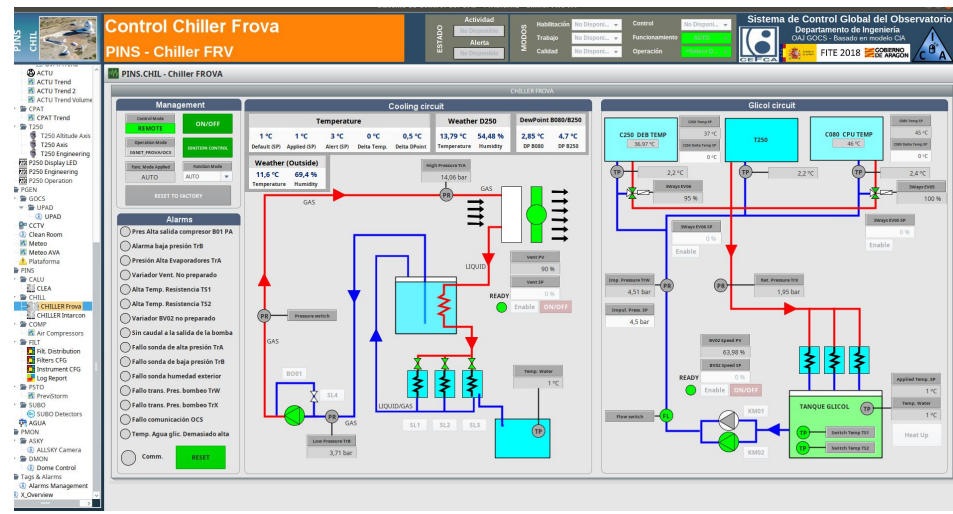 PINS
CHIL
Control Chiller Frova
PINS - Chiller FRV
ESTADO
Actividad
No Disponible
Alerta
No Disponible
MODOS
Habilitación
No Disponi...
Trabajo
No Disponi...
Calidad
No Disponi...
Control
No Disponi...
Funcionamiento
AUTO
Operación
Sistema de Control Global del Observatorio
Departamento de Ingeniería
OAJ GOCS - Basado en modelo CIA
CEFCA
FITE 2018
GOBIERNO
DE ARAGON
C
I
A
ACTU
ACTU Trend
ACTU Trend 2
ACTU Trend Volume
CPAT
CPAT Trend
T250
T250 Altitude Axis
T250 Axis
T250 Engineering
P250 Display LED
P250 Engineering
P250 Operation
PGEN
GOCS
UPAD
UPAD
CCTV
Clean Room
Meteo
Meteo AVA
Plataforma
PINS
CALU
CLEA
CHILL
CHILLER Frova
CHILLER Intarcon
COMP
Air Compressors
FILT
Filt. Distribution
Filters CFG
Instrument CFG
Log Report
PSTO
PreviStorm
SUBO
SUBO Detectors
AGUA
PMON
ASKY
ALLSKY Camera
DMON
Dome Control
Tags & Alarms
Alarms Management
X_Overview
PINS.CHIL - Chiller FROVA
CHILLER FROVA
Management
Control Mode
REMOTE
ON/OFF
Operation Mode
IGNIT_PROVA/OCS
IGNITION CONTROL
Func. Mode Applied
AUTO
Function Mode
AUTO
RESET TO FACTORY
Alarms
Pres Alta salida compresor B01 PA
Alarma baja presión TrB
Presión Alta Evaporadores TrA
Variador Vent. No preparado
Alta Temp. Resistencia TS1
Alta Temp. Resistencia TS2
Variador BV02 no preparado
Sin caudal a la salida de la bomba
Fallo sonda de alta presión TrA
Fallo sonda de baja presión TrB
Fallo sonda humedad exterior
Fallo trans. Pres. bombeo TrW
Fallo trans. Pres. bombeo TrX
Fallo comunicación OCS
Temp. Agua glic. Demasiado alta
Comm.
RESET
Cooling circuit
Temperature
1 ºC
1 ºC
3 ºC
0 ºC
0,5 ºC
Default (SP)
Applied (SP)
Alert (SP)
Delta Temp.
Delta DPoint
Weather D250
13,79 ºC
54,48 %
Temperature
Humidity
DewPoint B080/B250
2,85 ºC
4.7 ºC
DP B080
DP B250
Weather (Outside)
11,6 ºC
69,4 %
Temperature
Humidity
High Pressure TrA
14,06 bar
PR
GAS
GAS
LIQUID
Vent PV
90 %
Vent SP
0 %
READY
Enable
ON/OFF
PR
Pressure switch
GAS
BO01
SL4
PR
GAS
Low Pressure TrB
3,71 bar
LIQUID/GAS
SL1
SL2
SL3
Temp. Water
1 ºC
TP
Glicol circuit
C250 DEB TEMP
36.97 ºC
C250 Temp SP
37 ºC
C250 Delta Temp SP
0 ºC
T250
C080 CPU TEMP
46 ºC
C080 Temp SP
45 ºC
C080 Delta Temp SP
0 ºC
TP
2,2 ºC
TP
2,2 ºC
TP
2,4 ºC
3Ways EV06
95 %
3Ways EV05
100 %
3Ways EV06 SP
0 %
Enable
3Ways EV05 SP
0 %
Enable
Imp. Pressure TrW
4,51 bar
PR
Impul. Press. SP
4,5 bar
PR
Ret. Pressure TrX
1,95 bar
BV02 Speed PV
63,98 %
BV02 Speed SP
0 %
READY
Enable
ON/OFF
Flow switch
FL
KM01
KM02
TANQUE GLICOL
TP
TP
Switch Temp TS1
TP
Switch Temp TS2
Applied Temp. SP
1 ºC
Temp. Water
1 ºC
Heat Up